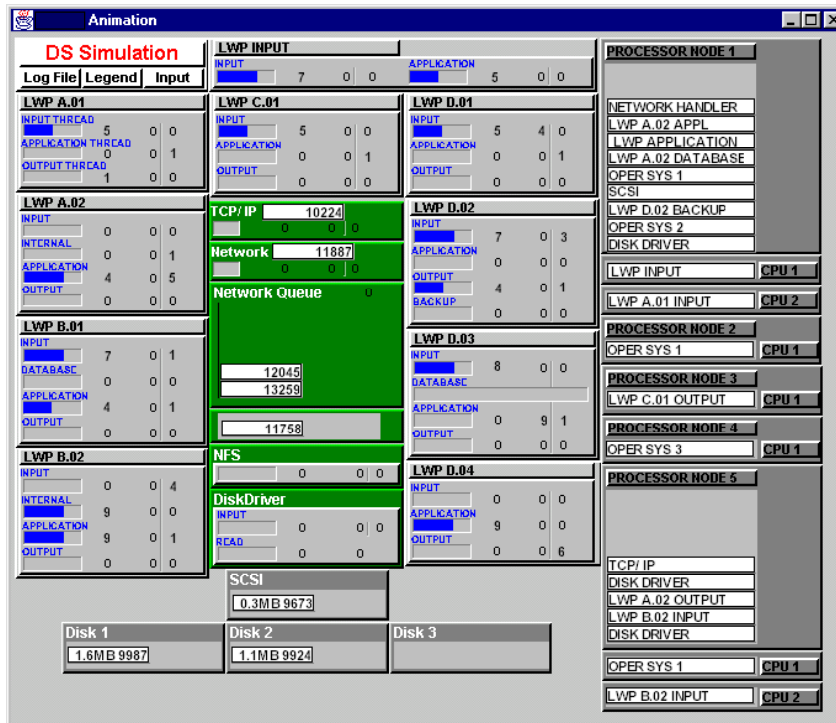 Animation
DS Simulation
Log File Legend Input
LWP INPUT
INPUT
7 0 0
APPLICATION
5 0 0
LWP A.01
INPUT THREAD
5 0 0
APPLICATION THREAD
0 0 1
OUTPUT THREAD
1 0 0
LWP C.01
INPUT
5 0 0
APPLICATION
0 0 1
OUTPUT
0 0 0
LWP D.01
INPUT
5 4 0
APPLICATION
0 0 1
OUTPUT
0 0 0
LWP A.02
INPUT
0 0 0
INTERNAL
0 0 1
APPLICATION
4 0 5
OUTPUT
0 0 0
TCP/ IP 10224
0 0 0
Network 11887
0 0 0
Network Queue 0
12045
13259
11758
LWP D.02
INPUT
7 0 3
APPLICATION
0 0 0
OUTPUT
4 0 1
BACKUP
0 0 0
LWP B.01
INPUT
7 0 1
DATABASE
0 0 0
APPLICATION
4 0 1
OUTPUT
0 0 0
LWP D.03
INPUT
8 0 0
DATABASE
APPLICATION
0 9 1
OUTPUT
0 0 0
LWP B.02
INPUT
0 0 4
INTERNAL
9 0 0
APPLICATION
9 0 1
OUTPUT
0 0 0
NFS
0 0 0
DiskDriver
INPUT
0 0 0
READ
0 0
LWP D.04
INPUT
0 0 0
APPLICATION
9 0 0
OUTPUT
0 0 6
SCSI
0.3MB 9673
Disk 1
1.6MB 9987
Disk 2
1.1MB 9924
Disk 3
PROCESSOR NODE 1
NETWORK HANDLER
LWP A.02 APPL
LWP APPLICATION
LWP A.02 DATABASE
OPER SYS 1
SCSI
LWP D.02 BACKUP
OPER SYS 2
DISK DRIVER
LWP INPUT CPU 1
LWP A.01 INPUT CPU 2
PROCESSOR NODE 2
OPER SYS 1 CPU 1
PROCESSOR NODE 3
LWP C.01 OUTPUT CPU 1
PROCESSOR NODE 4
OPER SYS 3 CPU 1
PROCESSOR NODE 5
TCP/ IP
DISK DRIVER
LWP A.02 OUTPUT
LWP B.02 INPUT
DISK DRIVER
OPER SYS 1 CPU 1
LWP B.02 INPUT CPU 2